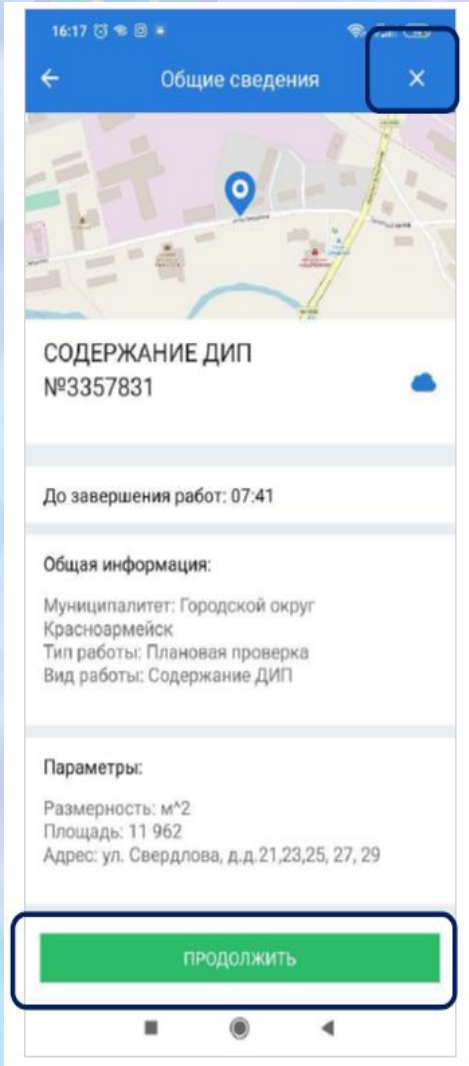 16:17
Общие сведения
СОДЕРЖАНИЕ ДИП
№3357831
До завершения работ: 07:41
Общая информация:
Муниципалитет: Городской округ
Красноармейск
Тип работы: Плановая проверка
Вид работы: Содержание ДИП
Параметры:
Размерность: м^2
Площадь: 11 962
Адрес: ул. Свердлова, д.д.21,23,25, 27, 29
ПРОДОЛЖИТЬ